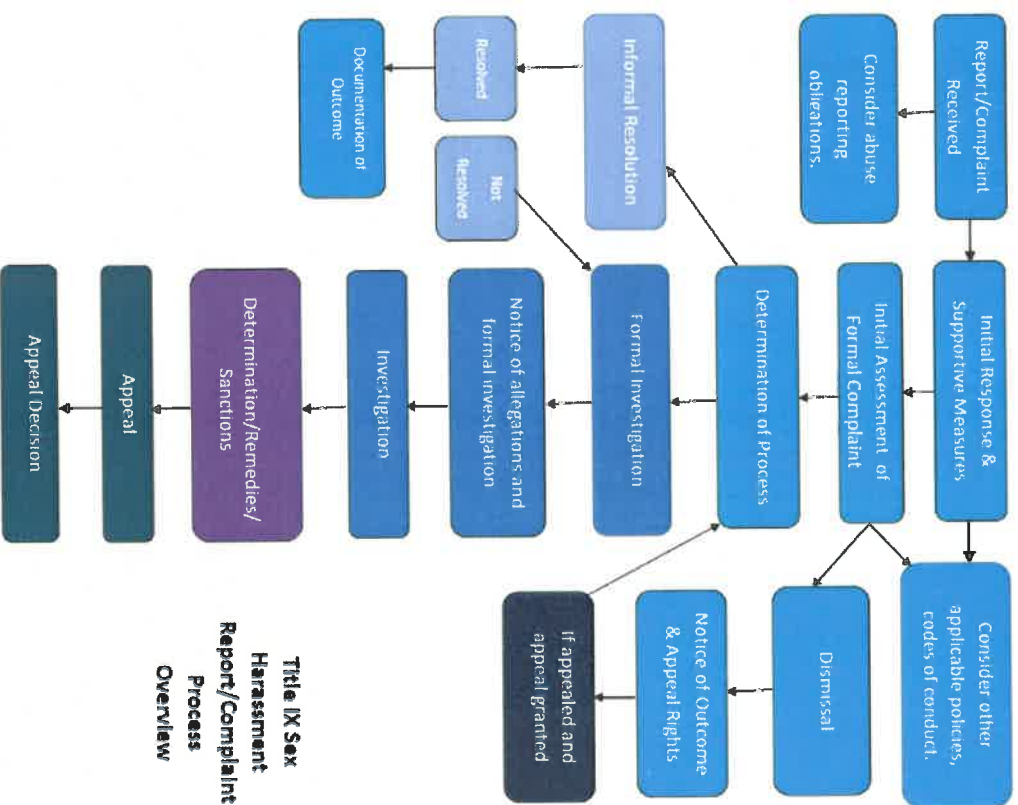 Report/Complaint
Received
Consider abuse
reporting
obligations.
Initial Response &
Supportive Measures
Consider other
applicable policies,
codes of conduct.
Initial Assessment of
Formal Complaint
Dismissal
Notice of Outcome
& Appeal Rights
If appealed and
appeal granted
Determination of Process
Informal Resolution
Resolved
Not
Resolved
Documentation of
Outcome
Formal Investigation
Notice of allegations and
formal investigation
Investigation
Determination/Remedies/
Sanctions
Appeal
Appeal Decision
Title IX Sex
Harassment
Report/Complaint
Process
Overview